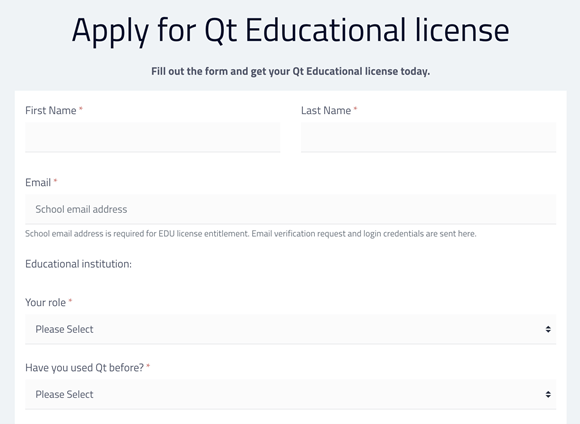 Apply for Qt Educational license
Fill out the form and get your Qt Educational license today.
First Name *
Last Name *
Email *
School email address
School email address is required for EDU license entitlement. Email verification request and login credentials are sent here.
Educational institution:
Your role *
Please Select
Have you used Qt before? *
Please Select